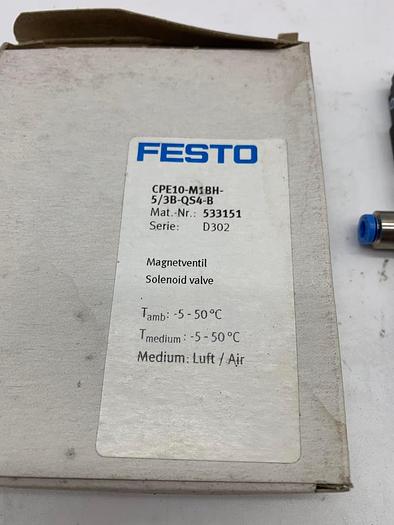 FESTO
CPE10-M1BH-
5/3B-QS4-B
Mat.-Nr.: 533151
Serie: D302
Magnetventil
Solenoid valve
.
Tamb: -5 - 50 °C
Tmedium: -5 - 50 °C
Medium: Luft / Air